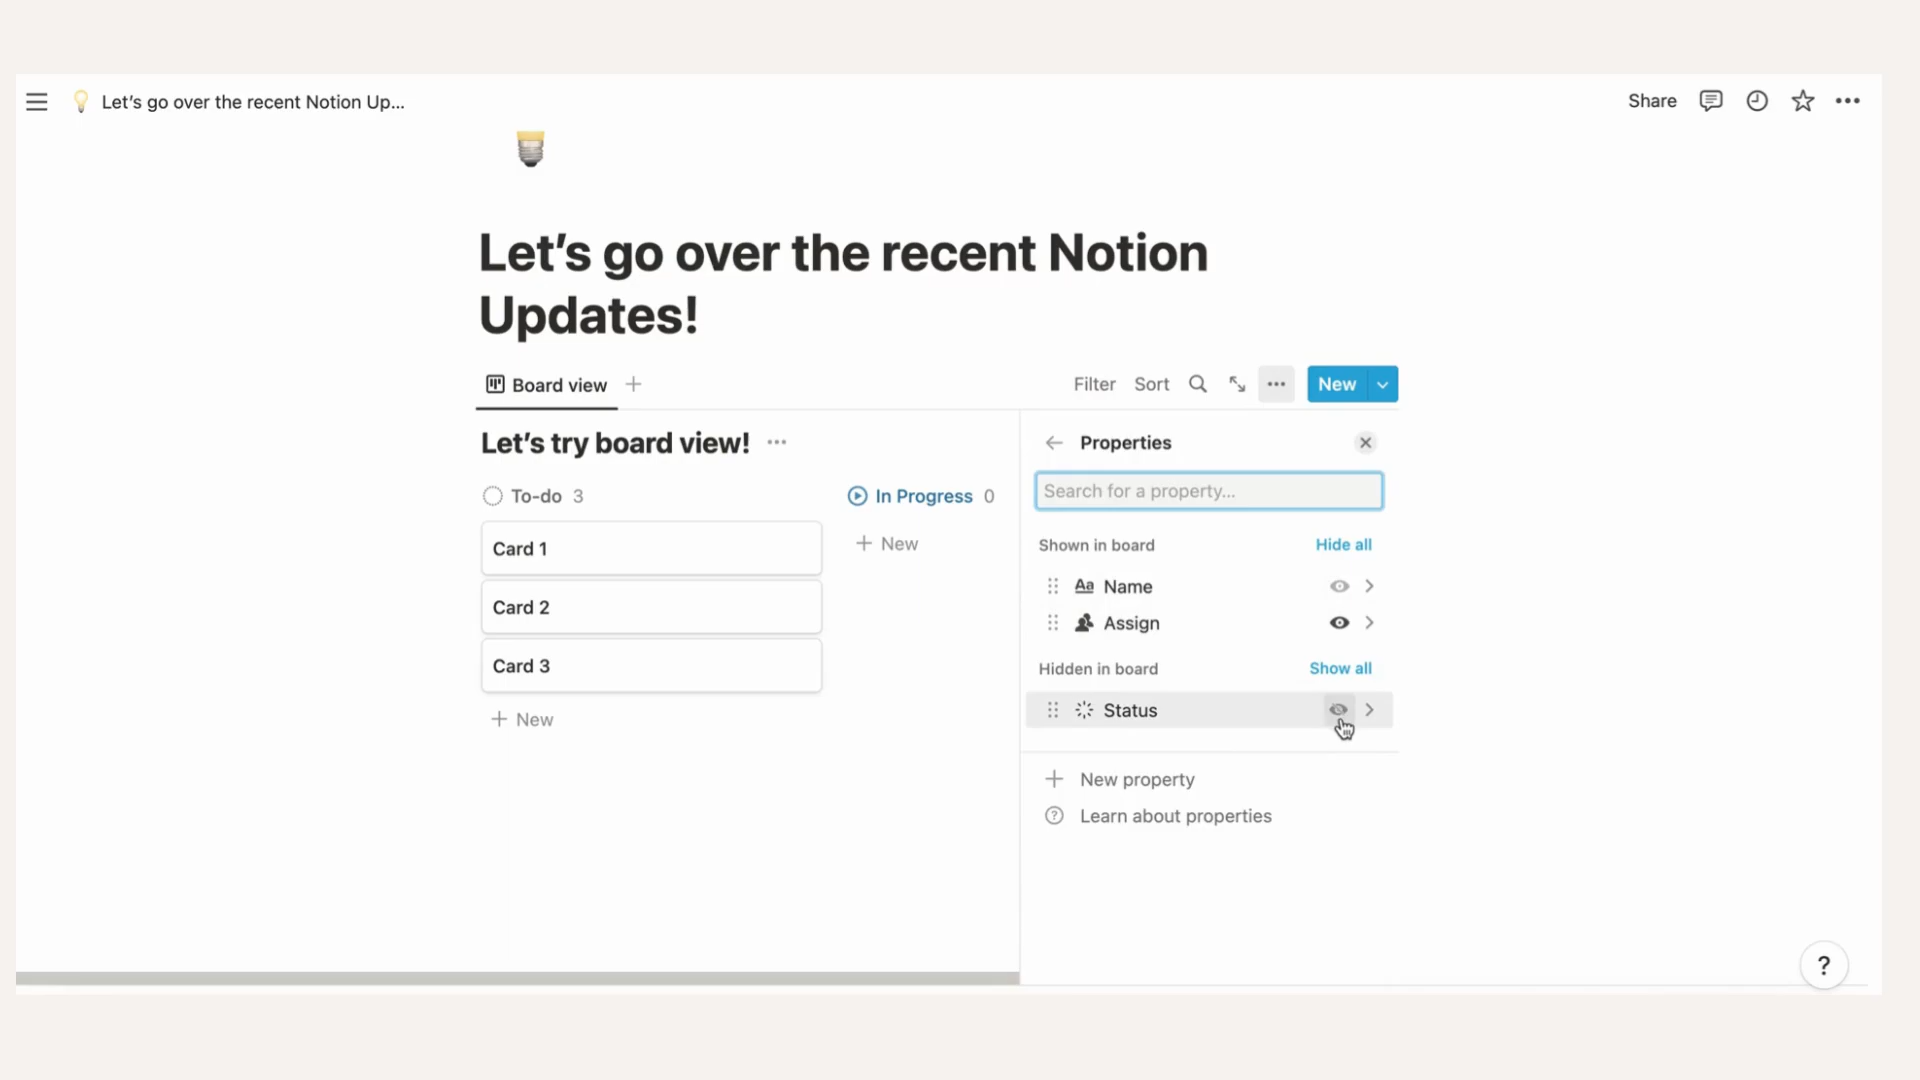 Let's go over the recent Notion Up...
Share
Let's go over the recent Notion
Updates!
Board view
Filter Sort
New
Let's try board view!
To-do 3
In Progress 0
Card 1
Card 2
Card 3
+ New
+ New
Properties
Search for a property...
Shown in board Hide all
Aa Name
Assign
Hidden in board Show all
Status
+ New property
? Learn about properties
?